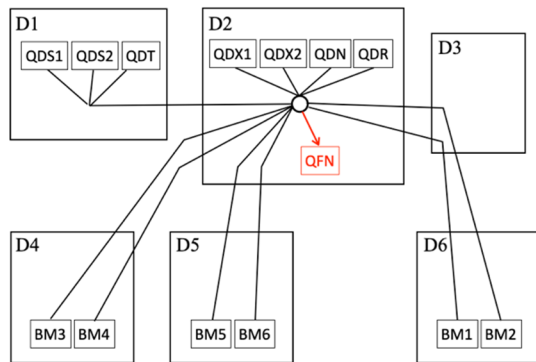 D1
D2
D3
QDS1 QDS2 QDT
QDX1 QDX2 QDN QDR
QFN
D4
D5
D6
BM3 BM4
BM5 BM6
BM1 BM2